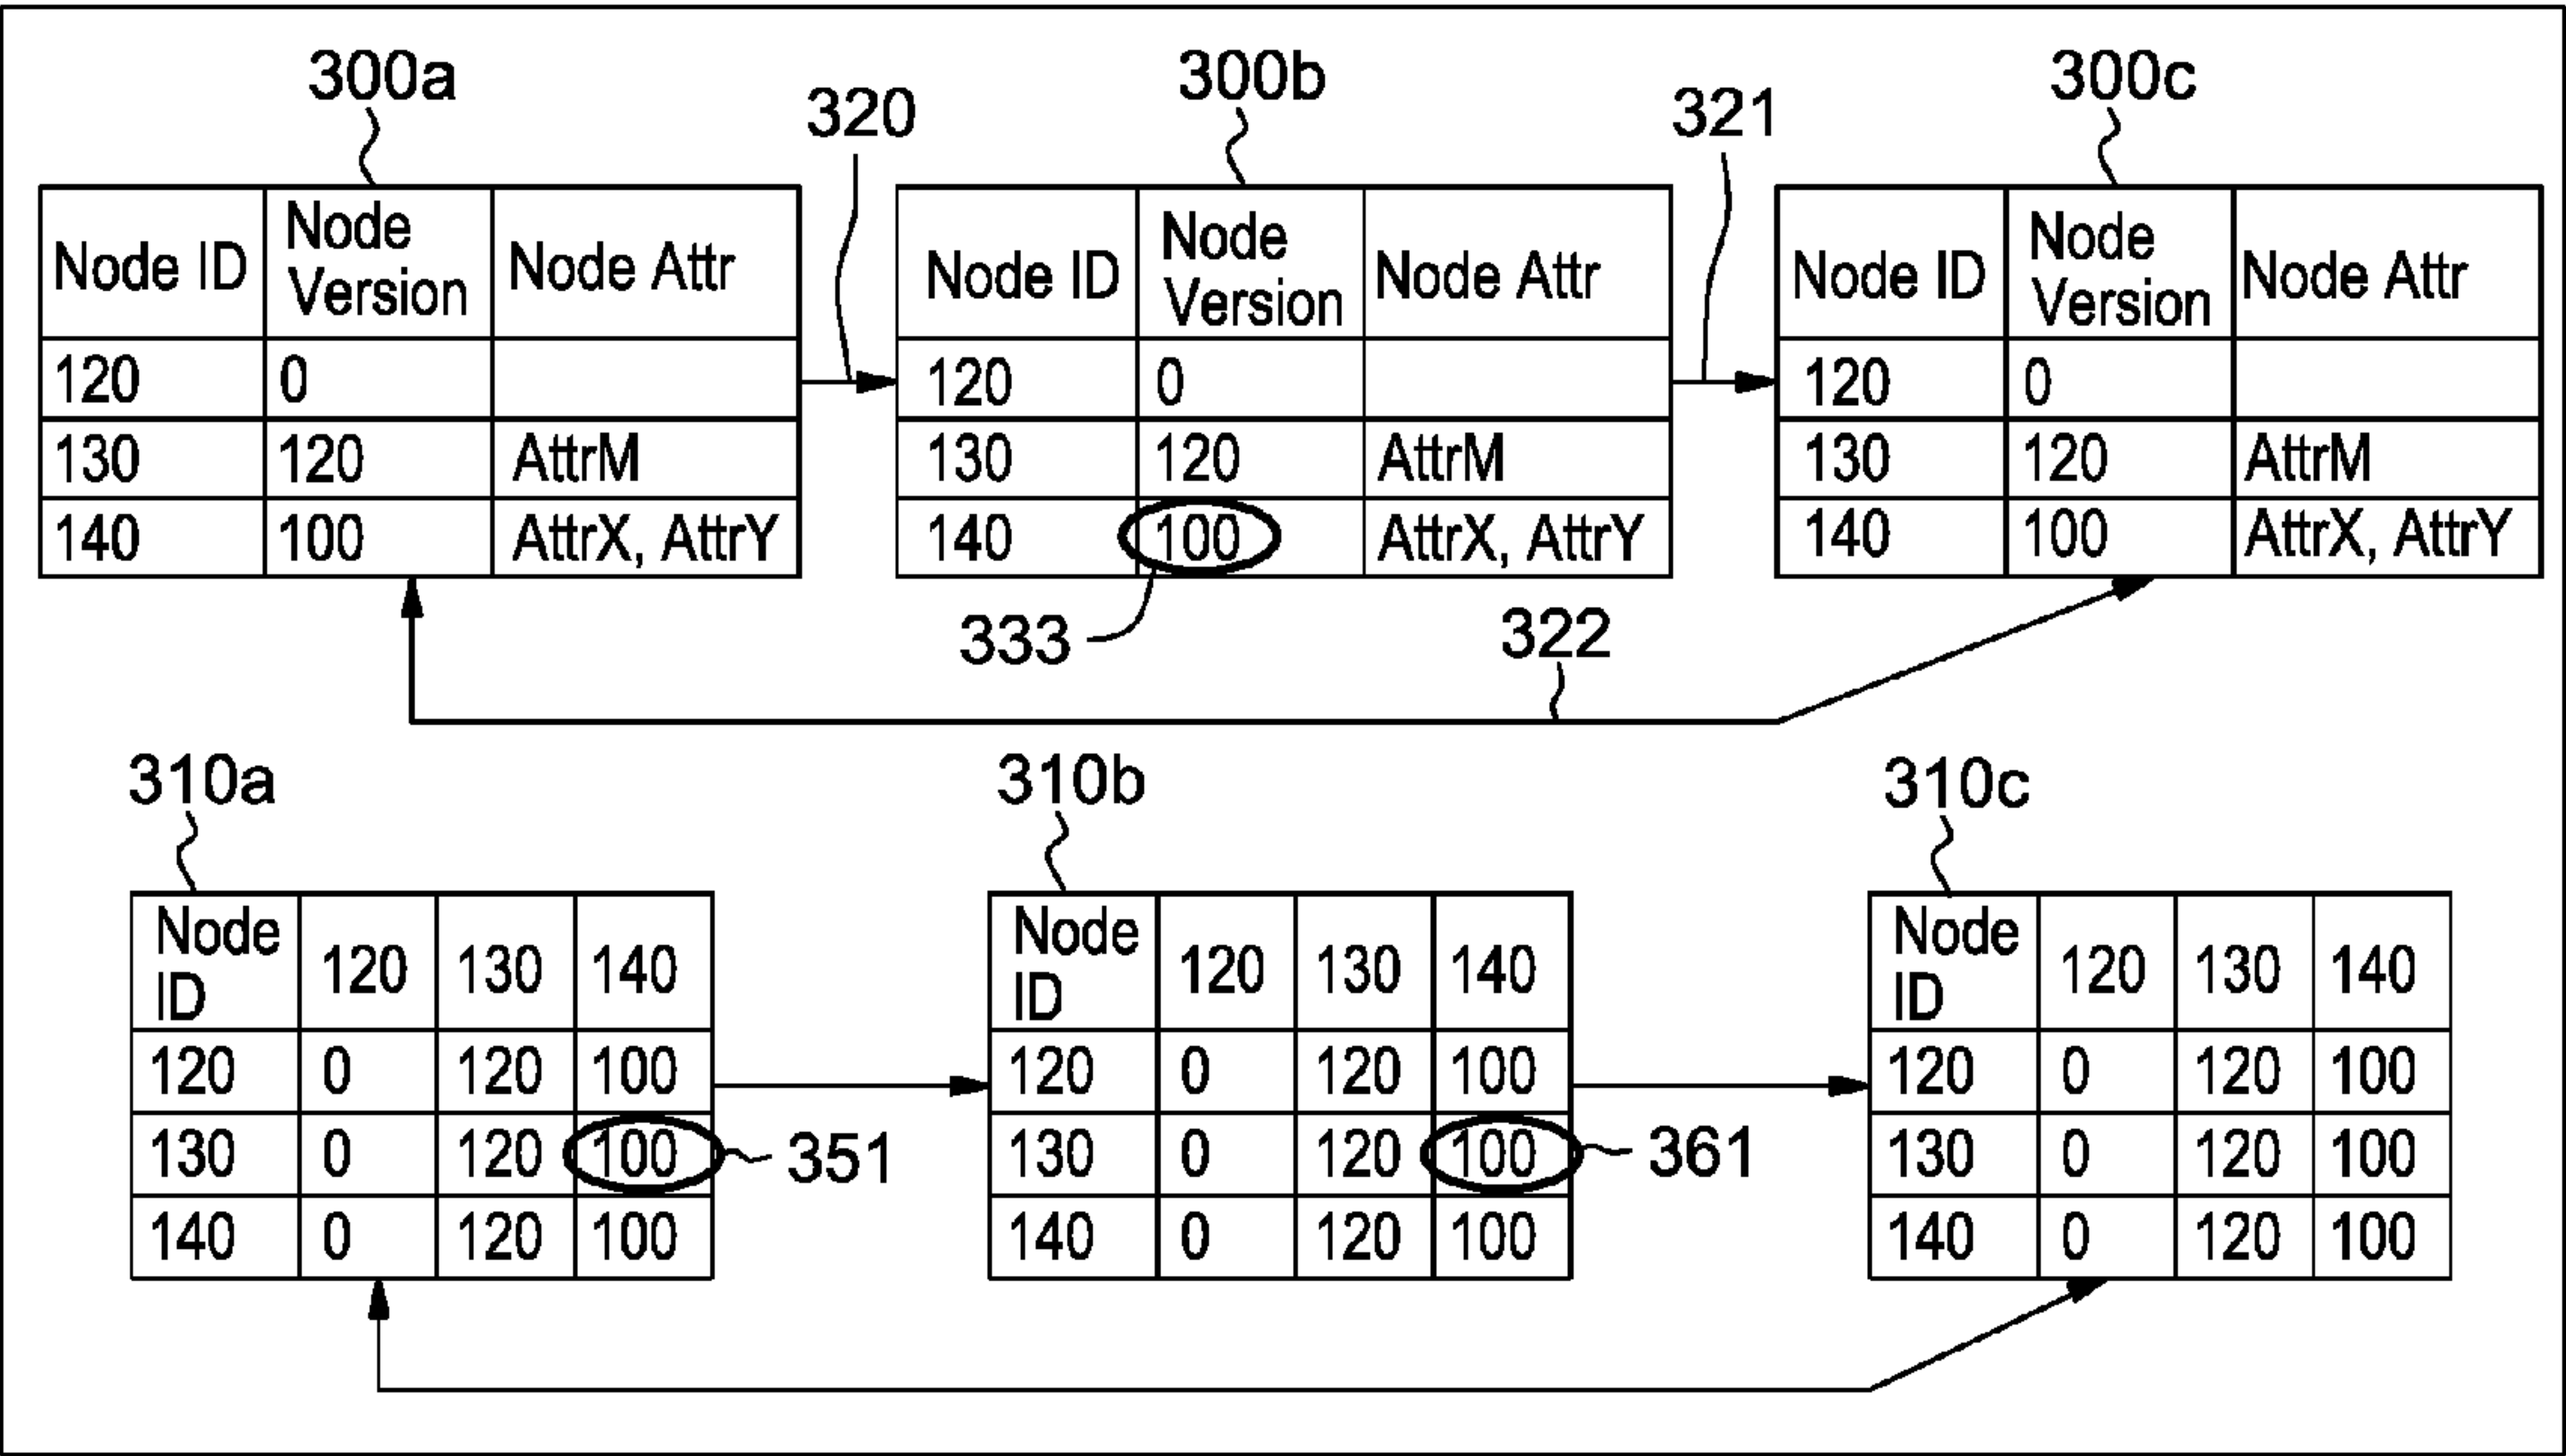 300a 320 300b 321 300c
Node ID Node Version Node Attr
120 0
130 120 AttrM
140 100 AttrX, AttrY
Node ID Node Version Node Attr
120 0
130 120 AttrM
140 100 AttrX, AttrY
Node ID Node Version Node Attr
120 0
130 120 AttrM
140 100 AttrX, AttrY
333 322
310a 310b 310c
Node ID 120 130 140
120 0 120 100
130 0 120 100
140 0 120 100
351
Node ID 120 130 140
120 0 120 100
130 0 120 100
140 0 120 100
361
Node ID 120 130 140
120 0 120 100
130 0 120 100
140 0 120 100